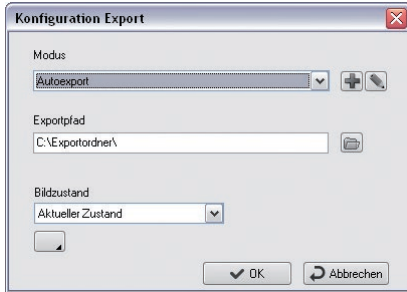 Konfiguration Export
Modus
Autoexport
Exportpfad
C:\Exportordner\
Bildzustand
Aktueller Zustand
OK
Abbrechen